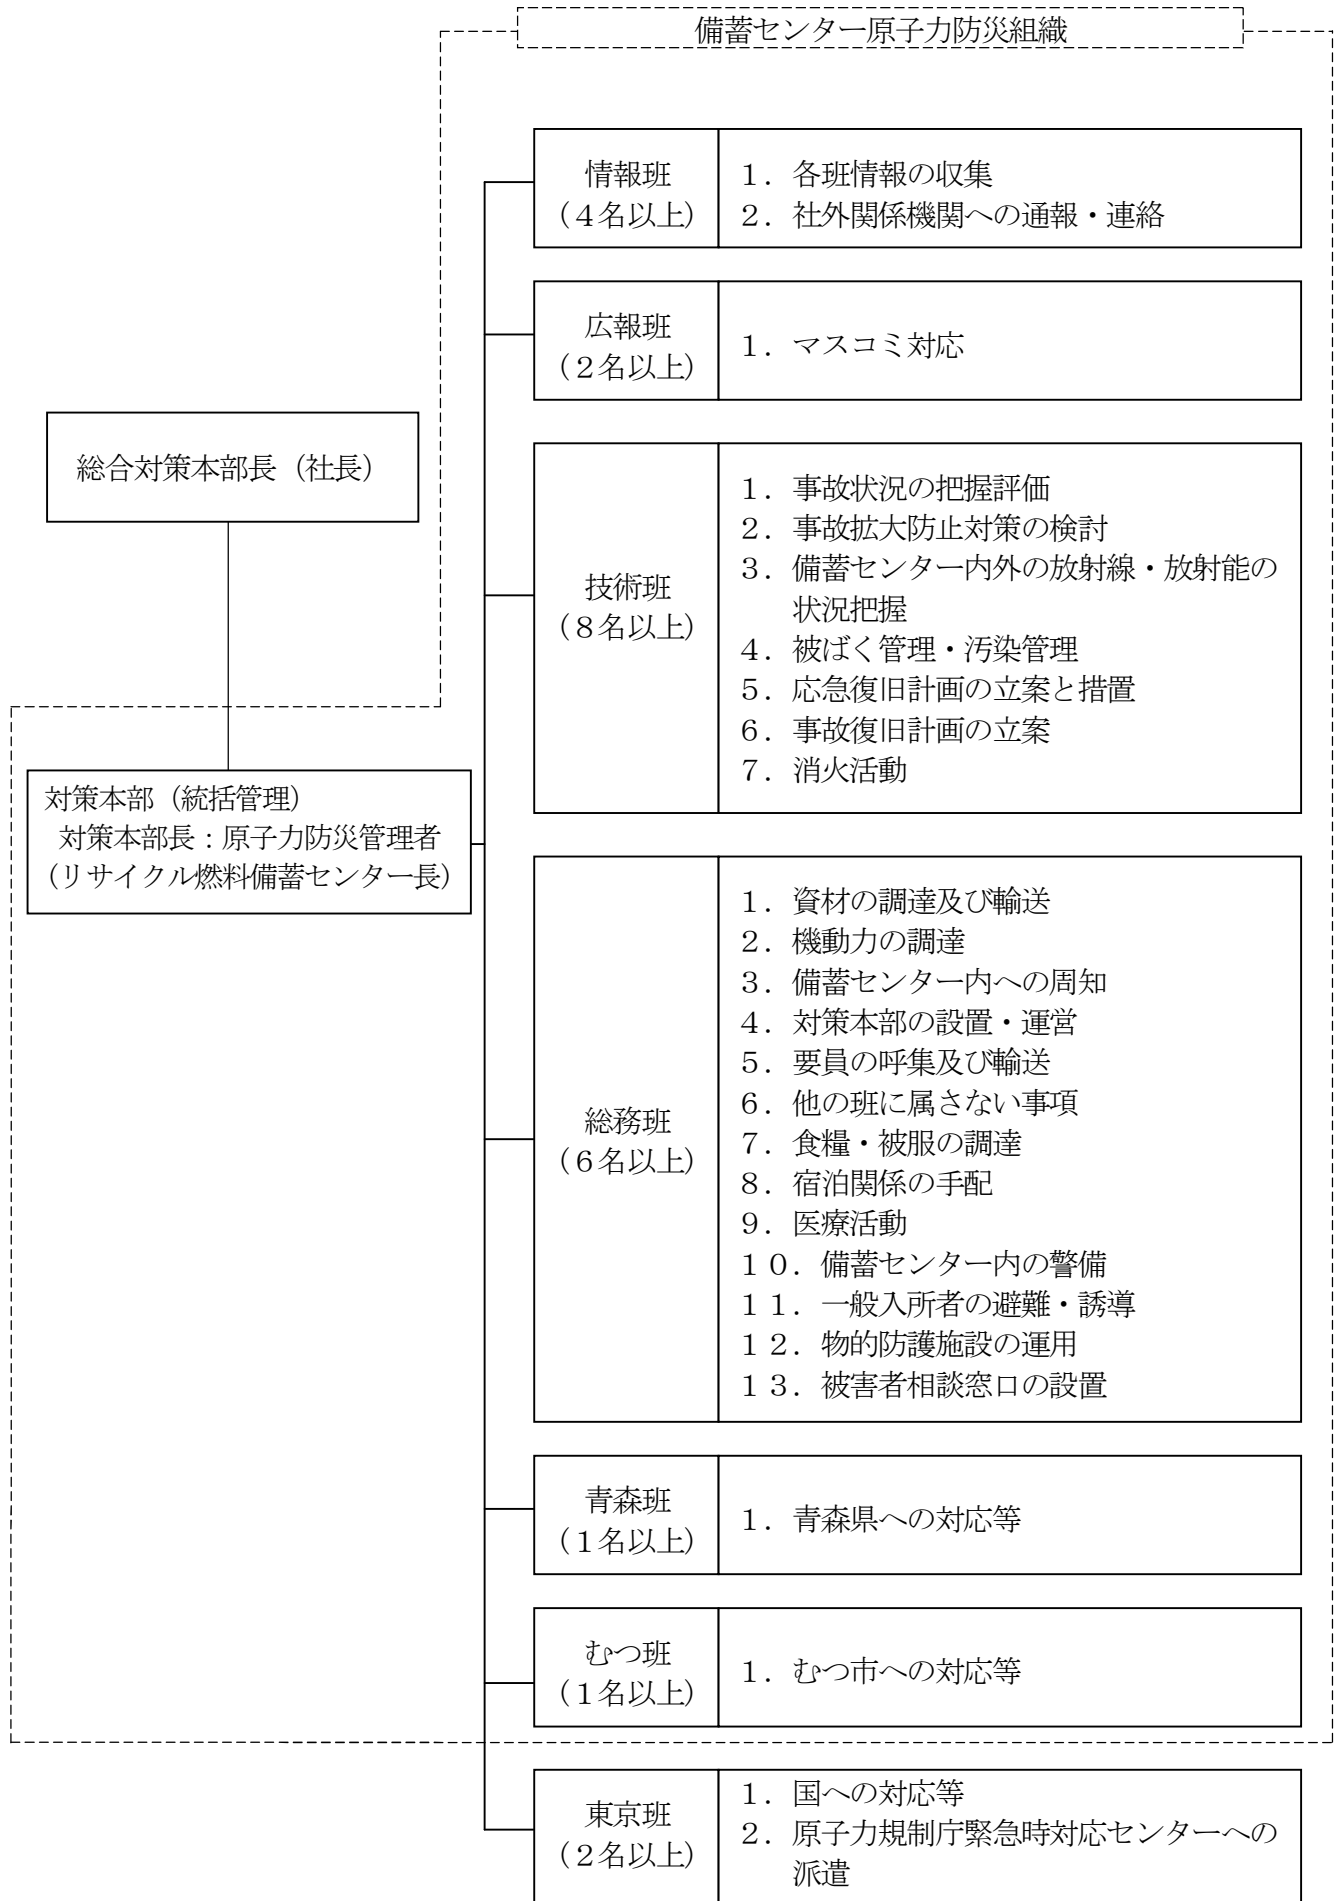 備蓄センター原子力防災組織
情報班
(4名以上)
1．各班情報の収集
2．社外関係機関への通報・連絡
広報班
(2名以上)
1．マスコミ対応
総合対策本部長（社長）
技術班
(8名以上)
1．事故状況の把握評価
2．事故拡大防止対策の検討
3．備蓄センター内外の放射線・放射能の
状況把握
4．被ばく管理・汚染管理
5．応急復旧計画の立案と措置
6．事故復旧計画の立案
7．消火活動
対策本部（統括管理）
対策本部長：原子力防災管理者
（リサイクル燃料備蓄センター長）
総務班
(6名以上)
1．資材の調達及び輸送
2．機動力の調達
3．備蓄センター内への周知
4．対策本部の設置・運営
5．要員の呼集及び輸送
6．他の班に属さない事項
7．食糧・被服の調達
8．宿泊関係の手配
9．医療活動
10．備蓄センター内の警備
11．一般入所者の避難・誘導
12．物的防護施設の運用
13．被害者相談窓口の設置
青森班
(1名以上)
1．青森県への対応等
むつ班
(1名以上)
1．むつ市への対応等
東京班
(2名以上)
1．国への対応等
2．原子力規制庁緊急時対応センターへの
派遣